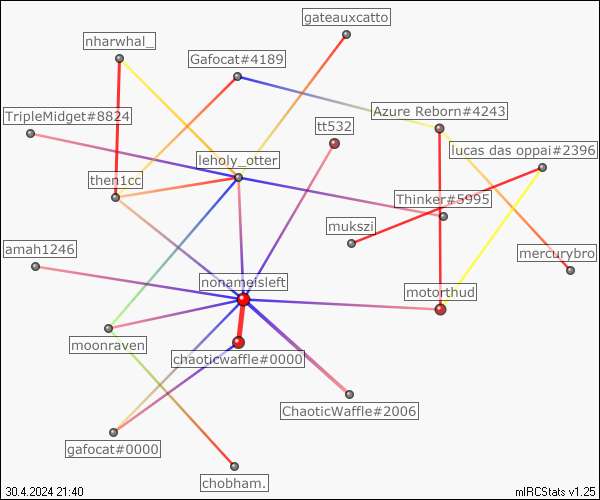 gateauxcatto
nharwhal_
Gafocat#4189
TripleMidget#8824
Azure Reborn#4243
tt532
lucas das oppai#2396
leholy_otter
then1cc
Thinker#5995
mukszi
amah1246
mercurybro
nonameisleft
motorthud
moonraven
chaoticwaffle#0000
ChaoticWaffle#2006
gafocat#0000
chobham.
30.4.2024 21:40
mIRCStats v1.25